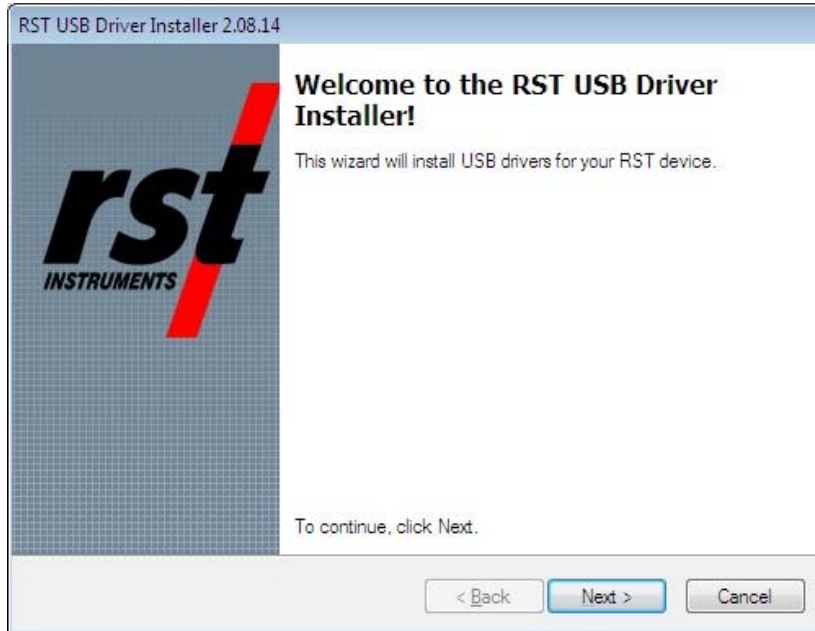 RST USB Driver Installer 2.08.14
rst
INSTRUMENTS
Welcome to the RST USB Driver
Installer!
This wizard will install USB drivers for your RST device.
To continue, click Next.
< Back
Next >
Cancel